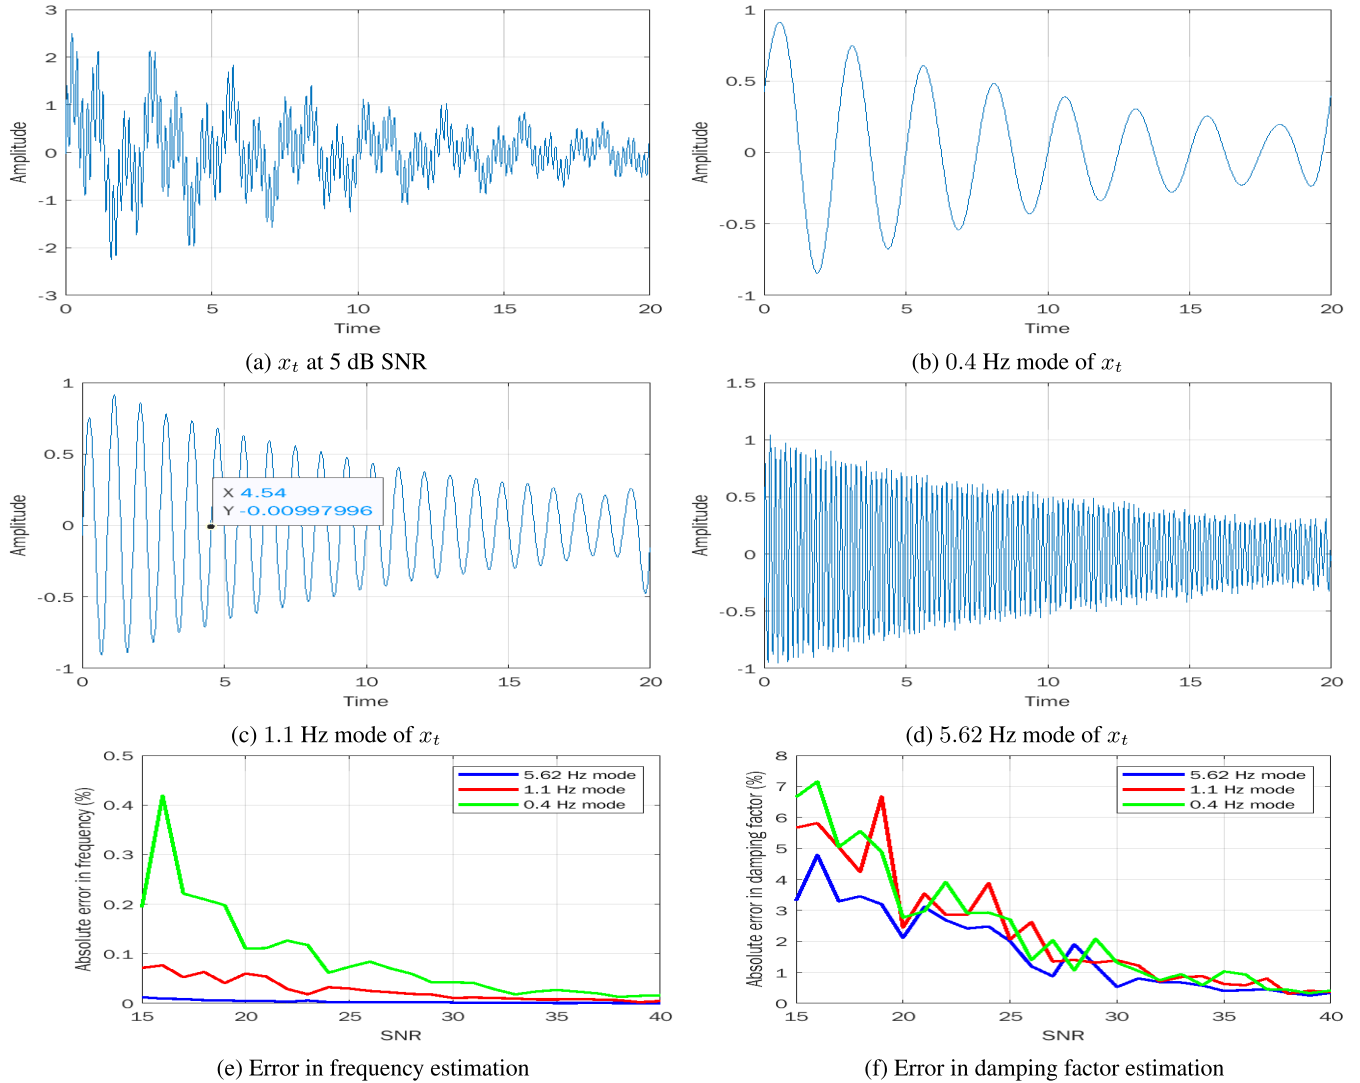 3
2
1
0
-1
-2
-3
0 5 10 15 20
Amplitude
Time
(a) x_t at 5 dB SNR
1
0.5
0
-0.5
-1
0 5 10 15 20
Amplitude
Time
(b) 0.4 Hz mode of x_t
1
0.5
0
-0.5
-1
0 5 10 15 20
Amplitude
X 4.54
Y -0.00997996
Time
(c) 1.1 Hz mode of x_t
1.5
1
0.5
0
-0.5
-1
0 5 10 15 20
Amplitude
Time
(d) 5.62 Hz mode of x_t
0.5
0.4
0.3
0.2
0.1
0
15 20 25 30 35 40
Absolute error in frequency (%)
5.62 Hz mode
1.1 Hz mode
0.4 Hz mode
SNR
(e) Error in frequency estimation
8
7
6
5
4
3
2
1
0
15 20 25 30 35 40
Absolute error in damping factor (%)
5.62 Hz mode
1.1 Hz mode
0.4 Hz mode
SNR
(f) Error in damping factor estimation